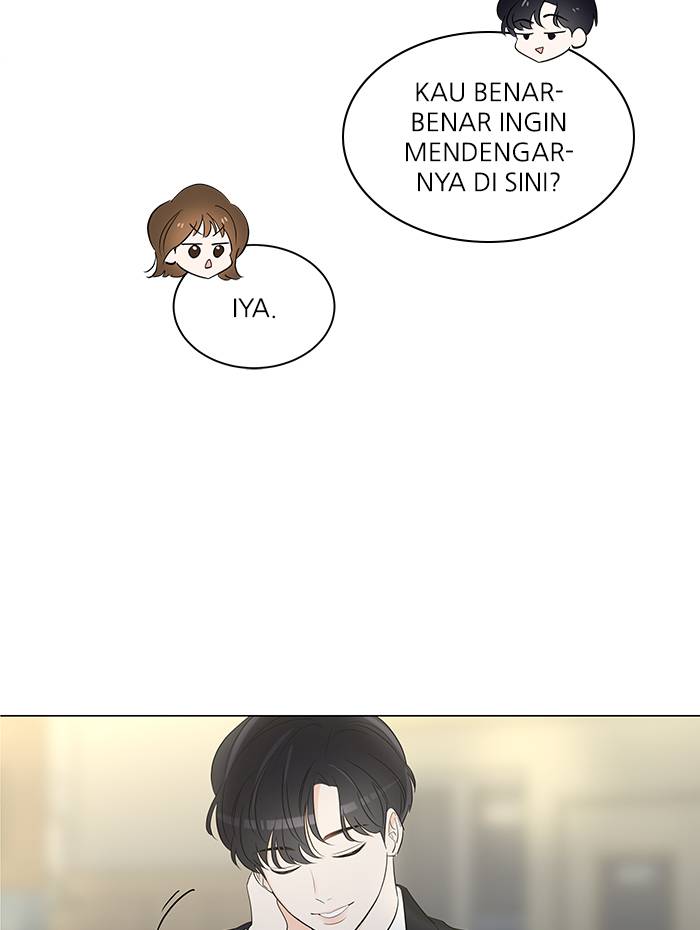 KAU BENAR-
BENAR INGIN
MENDENGAR-
NYA DI SINI?
IYA.